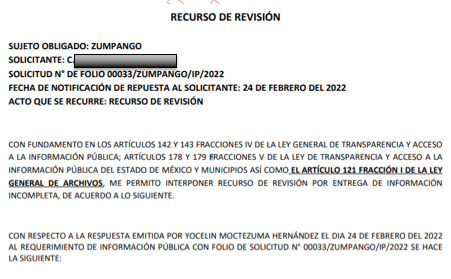 RECURSO DE REVISIÓN
SUJETO OBLIGADO: ZUMPANGO
SOLICITANTE: C.
SOLICITUD N° DE FOLIO 00033/ZUMPANGO/IP/2022
FECHA DE NOTIFICACIÓN DE REPUESTA AL SOLICITANTE: 24 DE FEBRERO DEL 2022
ACTO QUE SE RECURRE: RECURSO DE REVISIÓN
CON FUNDAMENTO EN LOS ARTÍCULOS 142 Y 143 FRACCIONES IV DE LA LEY GENERAL DE TRANSPARENCIA Y ACCESO
A LA INFORMACIÓN PÚBLICA; ARTÍCULOS 178 Y 179 FRACCIONES V DE LA LEY DE TRANSPARENCIA Y ACCESO A LA
INFORMACIÓN PÚBLICA DEL ESTADO DE MÉXICO Y MUNICIPIOS ASÍ COMO EL ARTÍCULO 121 FRACCIÓN I DE LA LEY
GENERAL DE ARCHIVOS, ME PERMITO INTERPONER RECURSO DE REVISIÓN POR ENTREGA DE INFORMACIÓN
INCOMPLETA, DE ACUERDO A LO SIGUIENTE.
CON RESPECTO A LA RESPUESTA EMITIDA POR YOCELIN MOCTEZUMA HERNÁNDEZ EL DIA 24 DE FEBRERO DEL 2022
AL REQUERIMIENTO DE INFORMACIÓN PÚBLICA CON FOLIO DE SOLICITUD N° 00033/ZUMPANGO/IP/2022 SE HACE
LA SIGUIENTE: